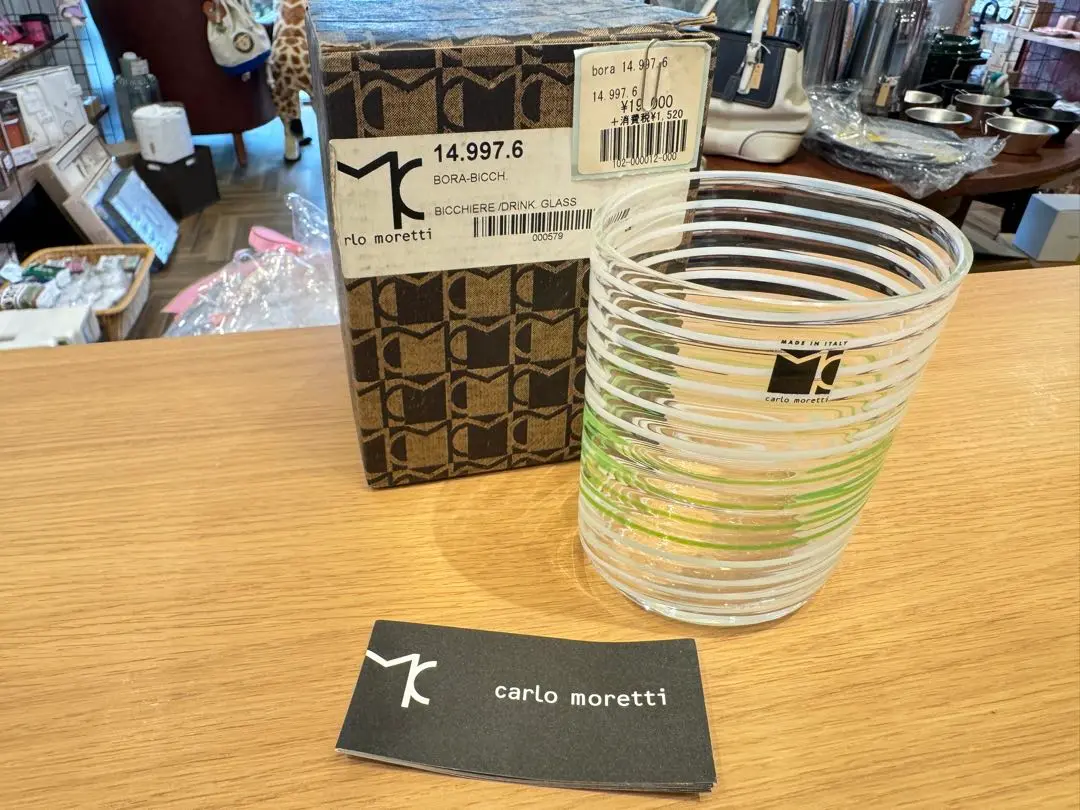 bora 14.997.6
14.997.6
¥19,000
+消費税¥1,520
102-000012-000
14.997.6
BORA-BICCH.
BICCHIERE /DRINK. GLASS
000579
rlo moretti
MADE IN ITALY
carlo moretti
carlo moretti